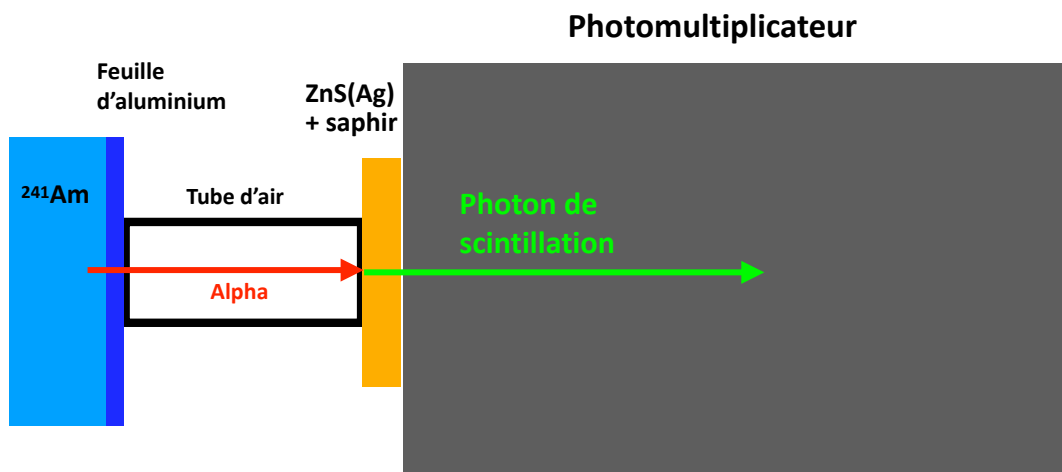 Photomultiplicateur
Feuille
d’aluminium
ZnS(Ag)
+ saphir
²⁴¹Am
Tube d’air
Photon de
scintillation
Alpha